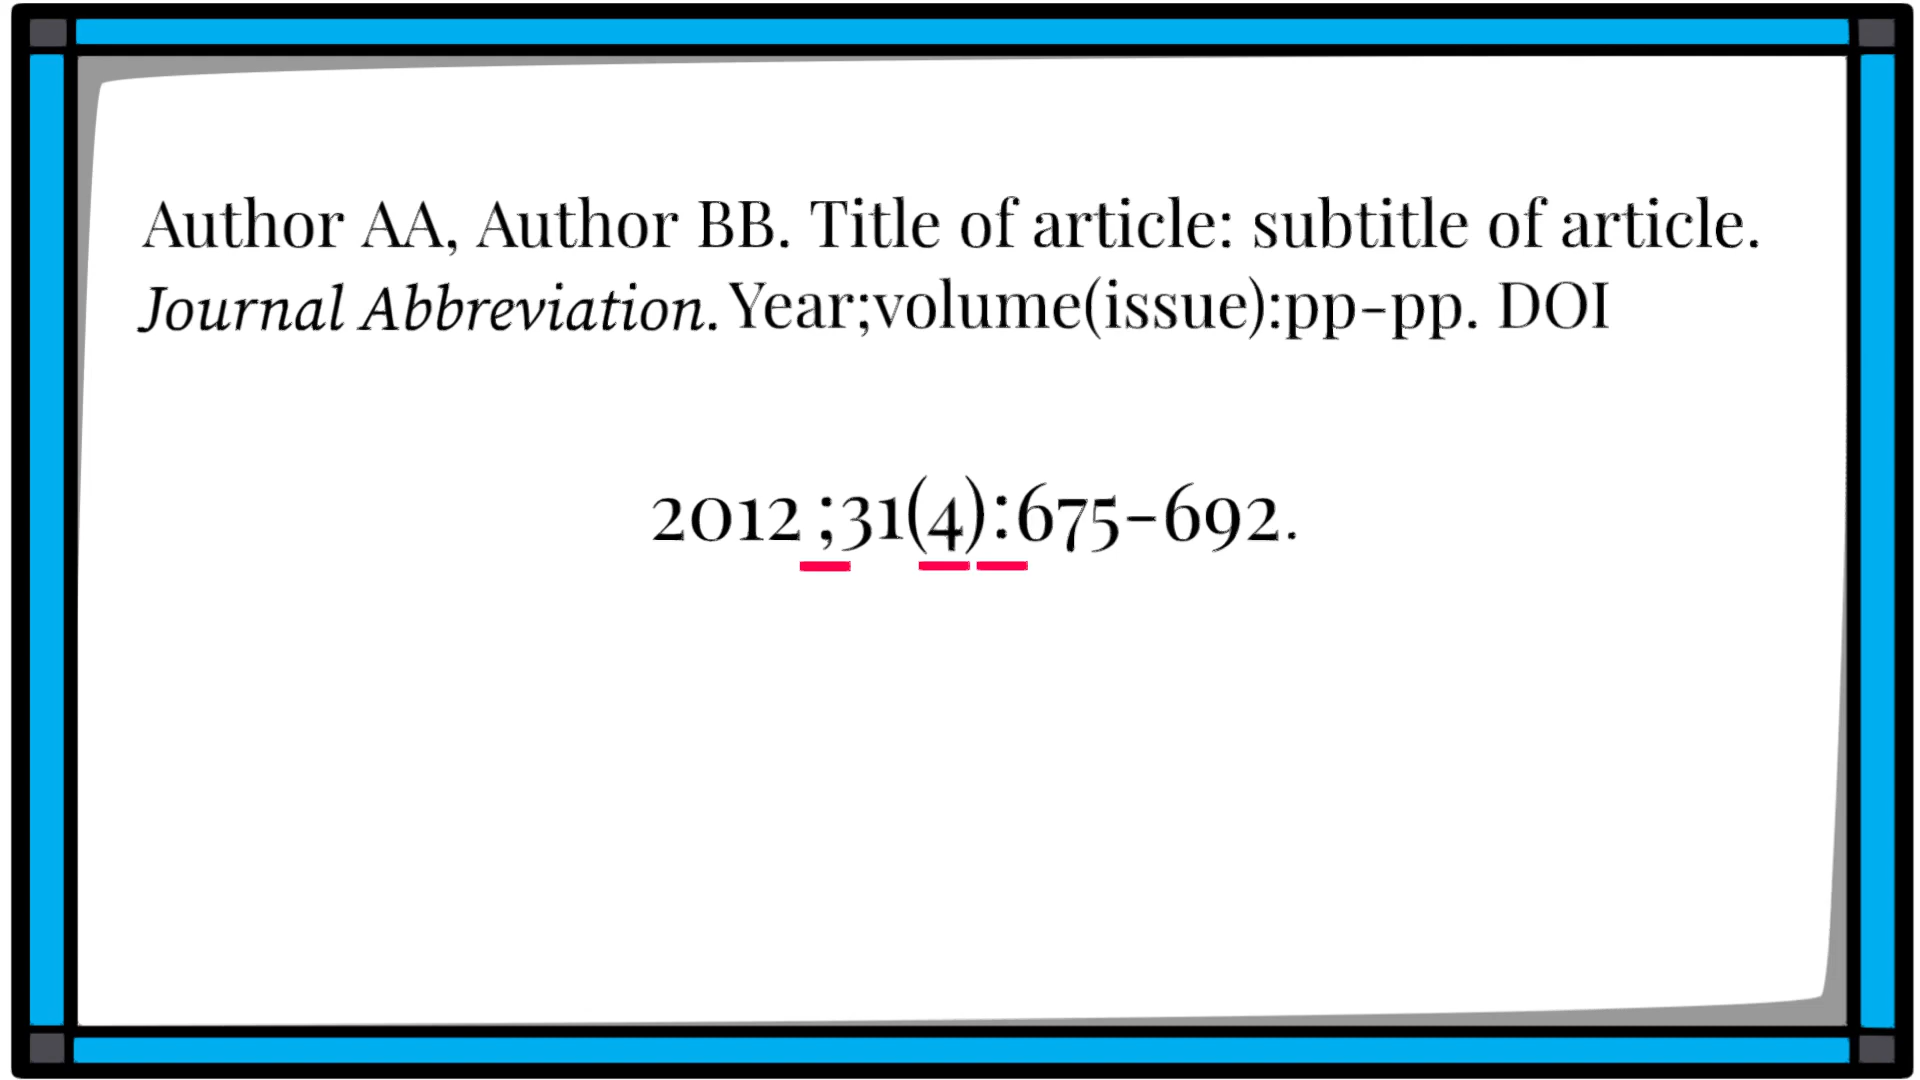 Author AA, Author BB. Title of article: subtitle of article.
Journal Abbreviation. Year;volume(issue):pp-pp. DOI
2012 ;31(4):675-692.